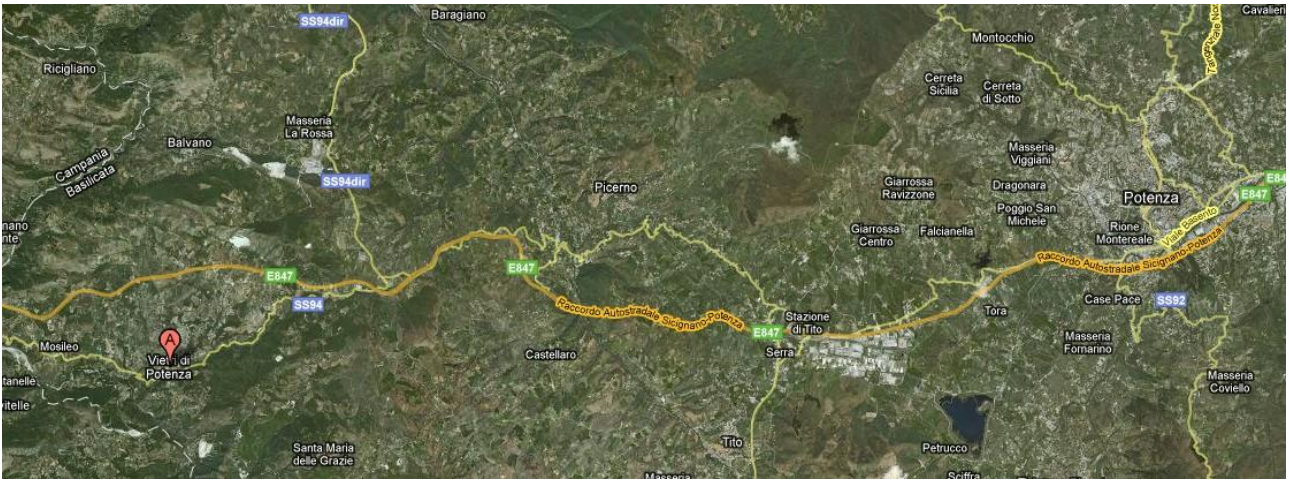 SS94dir
Baragiano
Cavalieri
Montocchio
Ricigliano
Cerreta
Sicilia
Cerreta
di Sotto
Masseria
La Rossa
Balvano
Masseria
Viggiani
Campania
Basilicata
SS94dir
Giarrossa
Ravizzone
Dragonara
Picerno
Potenza
E847
Poggio San
Michele
Viale Basento
Rione
Montereale
Giarrossa
Centro
Falcianella
Raccordo Autostradale Sicignano-Potenza
E847
E847
SS94
Case Pace
SS92
Raccordo Autostradale Sicignano-Potenza
Stazione
di Tito
Tora
E847
A
Mosileo
Vietri di
Potenza
Castellaro
Serra
Masseria
Fornarino
Masseria
Coviello
Tito
Santa Maria
delle Grazie
Petrucco
Masseria
Sciffra